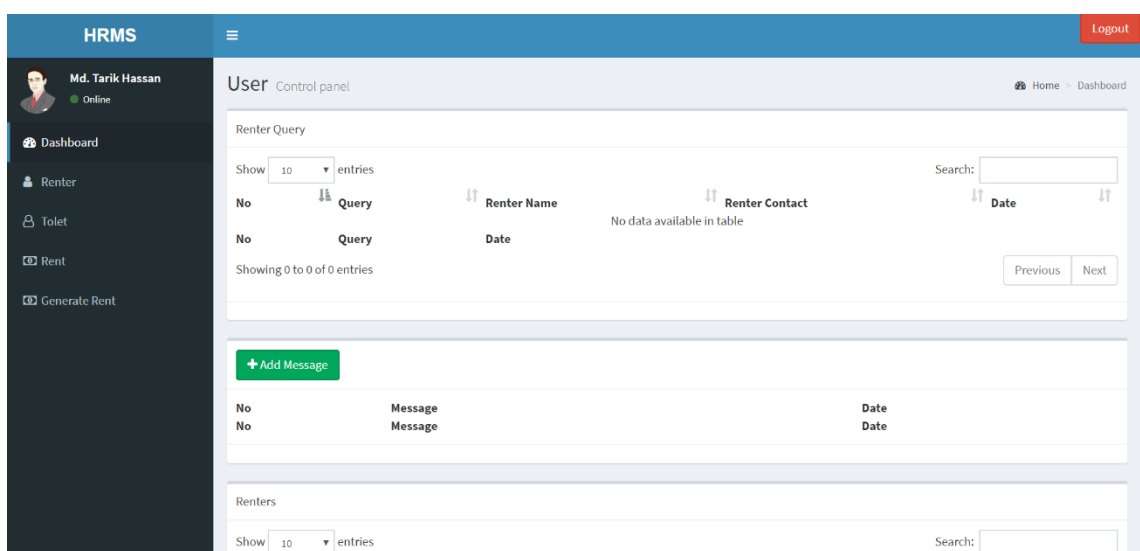 HRMS
Logout
Md. Tarik Hassan
Online
Dashboard
Renter
Tolet
Rent
Generate Rent
User Control panel
Home > Dashboard
Renter Query
Show 10 entries Search:
No Query Renter Name Renter Contact Date
No data available in table
No Query Date
Showing 0 to 0 of 0 entries
Previous Next
Add Message
No Message Date
No Message Date
Renters
Show 10 entries Search: